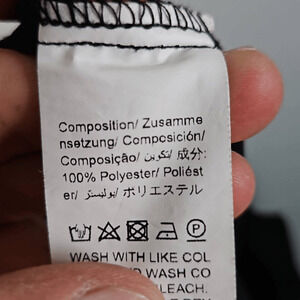 Composition/ Zusamme
nsetzung/ Composición/
Composição/ تكوين/ 成分:
100% Polyester/ Poliést
er/ بوليستر/ ポリエステル
WASH WITH LIKE COL
WASH CO
LEACH.